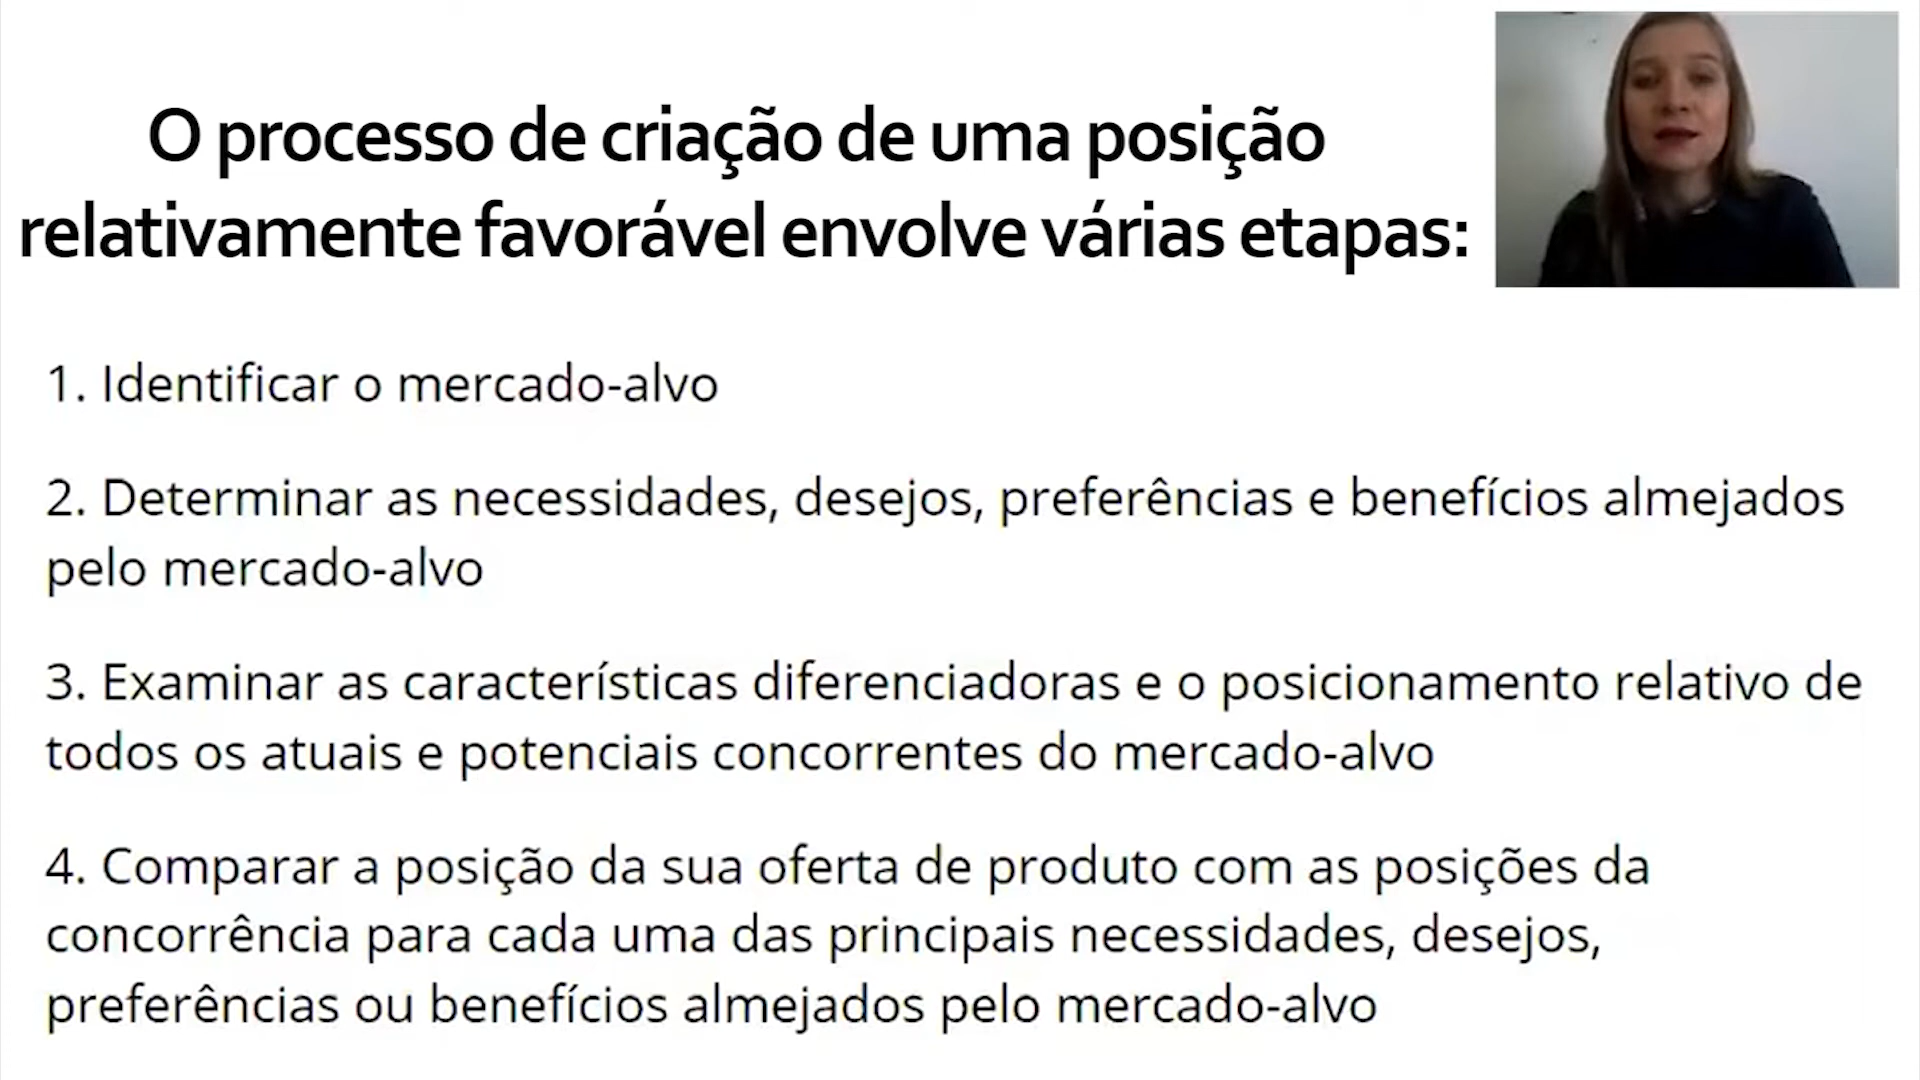 O processo de criação de uma posição
relativamente favorável envolve várias etapas:
1. Identificar o mercado-alvo
2. Determinar as necessidades, desejos, preferências e benefícios almejados
pelo mercado-alvo
3. Examinar as características diferenciadoras e o posicionamento relativo de
todos os atuais e potenciais concorrentes do mercado-alvo
4. Comparar a posição da sua oferta de produto com as posições da
concorrência para cada uma das principais necessidades, desejos,
preferências ou benefícios almejados pelo mercado-alvo